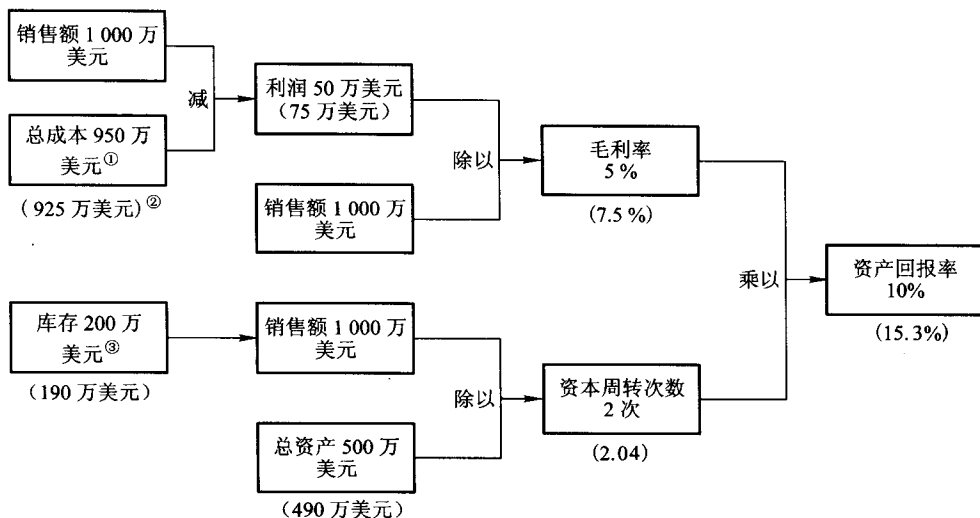 销售额 1 000 万
美元
减
总成本 950 万
美元①
(925 万美元)②
利润 50 万美元
(75 万美元)
销售额 1 000 万
美元
除以
毛利率
5 %
(7.5 %)
乘以
资产回报率
10%
(15.3%)
库存 200 万
美元③
(190 万美元)
销售额 1 000 万
美元
除以
总资产 500 万
美元
(490 万美元)
资本周转次数
2 次
(2.04)